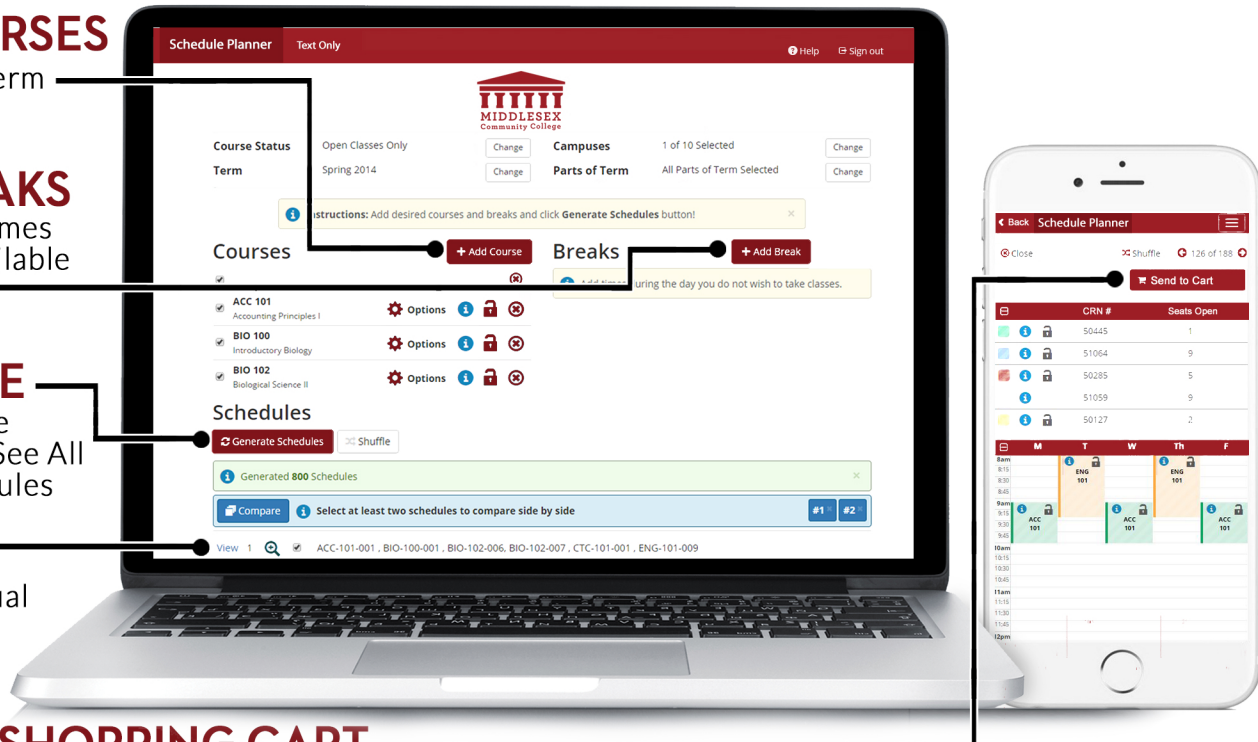 RSES
erm
AKS
mes
ilable
E
e
See All
ules
ual
SHOPPING CART
Schedule Planner Text Only Help Sign out
MIDDLESEX
Community College
Course Status Open Classes Only Change Campuses 1 of 10 Selected Change
Term Spring 2014 Change Parts of Term All Parts of Term Selected Change
structions: Add desired courses and breaks and click Generate Schedules button!
Courses + Add Course Breaks + Add Break
Add times during the day you do not wish to take classes.
ACC 101
Accounting Principles I Options
BIO 100
Introductory Biology Options
BIO 102
Biological Science II Options
Schedules
Generate Schedules Shuffle
Generated 800 Schedules
Compare Select at least two schedules to compare side by side #1 #2
View 1 ACC-101-001 , BIO-100-001 , BIO-102-006, BIO-102-007 , CTC-101-001 , ENG-101-009
Back Schedule Planner
Close Shuffle 126 of 188
Send to Cart
CRN # Seats Open
50445 1
51064 9
50285 5
51059 9
50127 2
M T W Th F
8am
8:15
8:30
8:45
9am
9:15
9:30
9:45
10am
10:15
10:30
10:45
11am
11:15
11:30
11:45
12pm
ENG
101
ENG
101
ACC
101
ACC
101
ACC
101